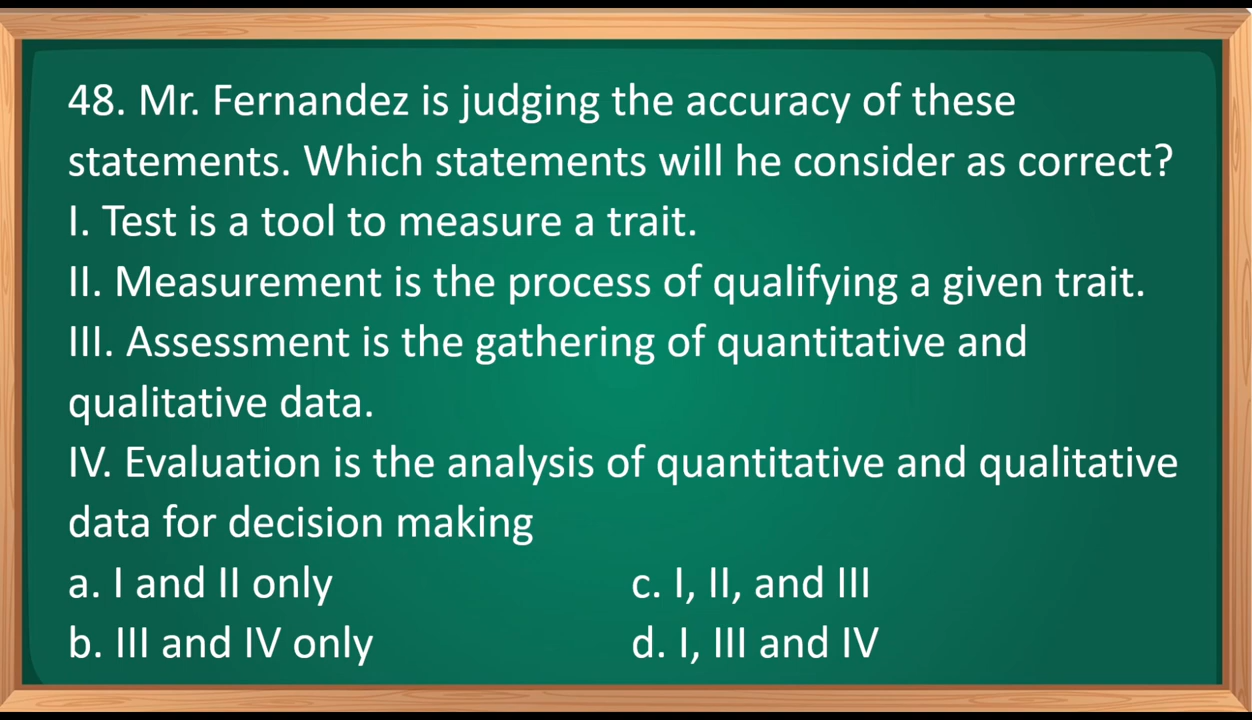 48. Mr. Fernandez is judging the accuracy of these
statements. Which statements will he consider as correct?
I. Test is a tool to measure a trait.
II. Measurement is the process of qualifying a given trait.
III. Assessment is the gathering of quantitative and
qualitative data.
IV. Evaluation is the analysis of quantitative and qualitative
data for decision making
a. I and II only c. I, II, and III
b. III and IV only d. I, III and IV